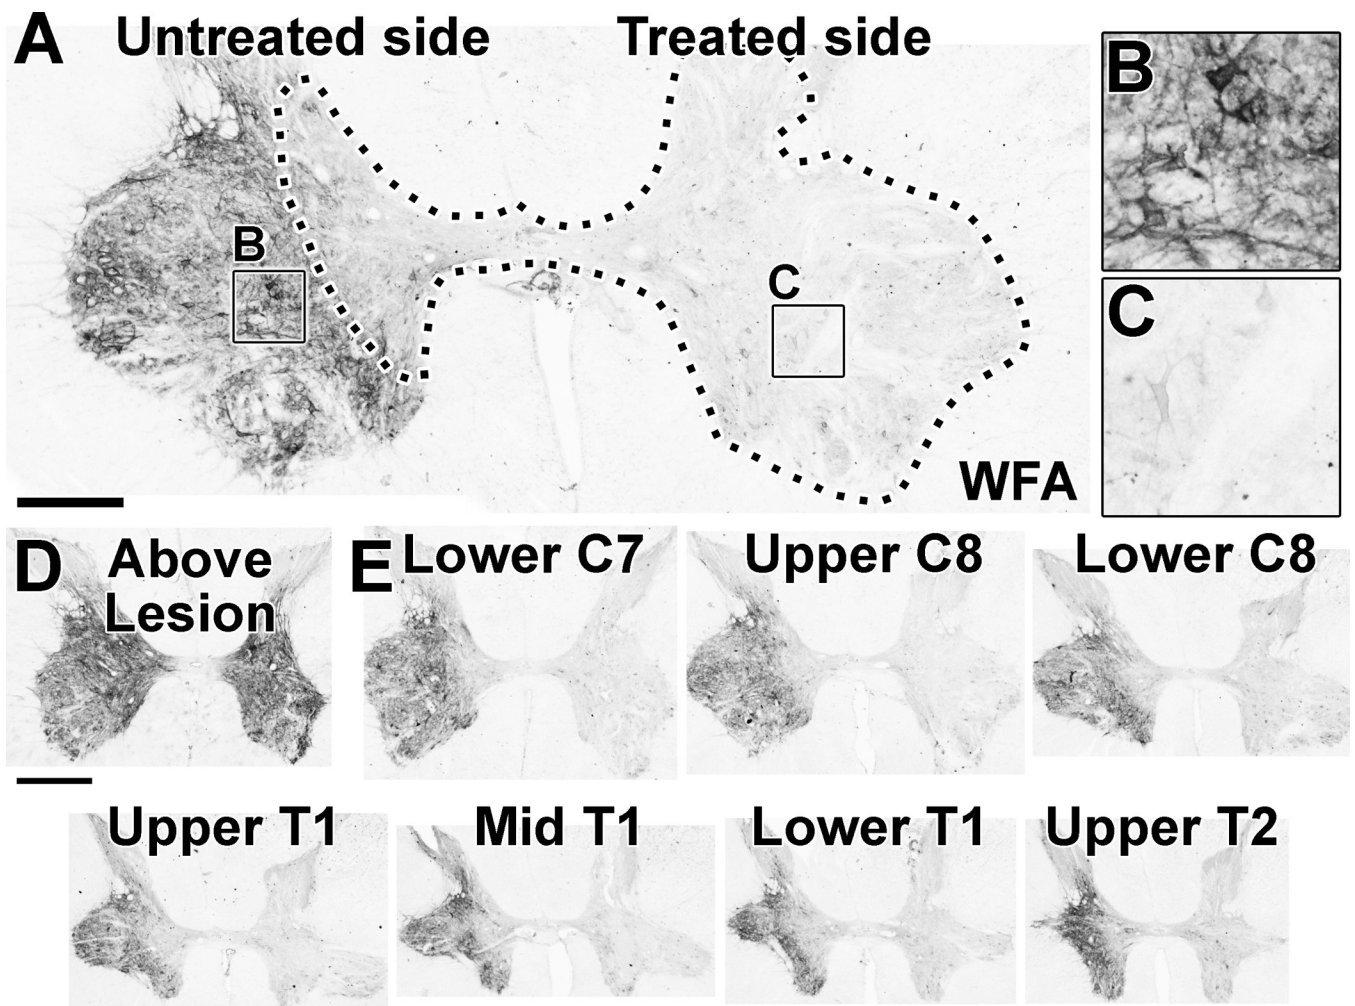 A Untreated side Treated side
B
C
WFA
B
C
D Above
Lesion
E Lower C7 Upper C8 Lower C8
Upper T1 Mid T1 Lower T1 Upper T2